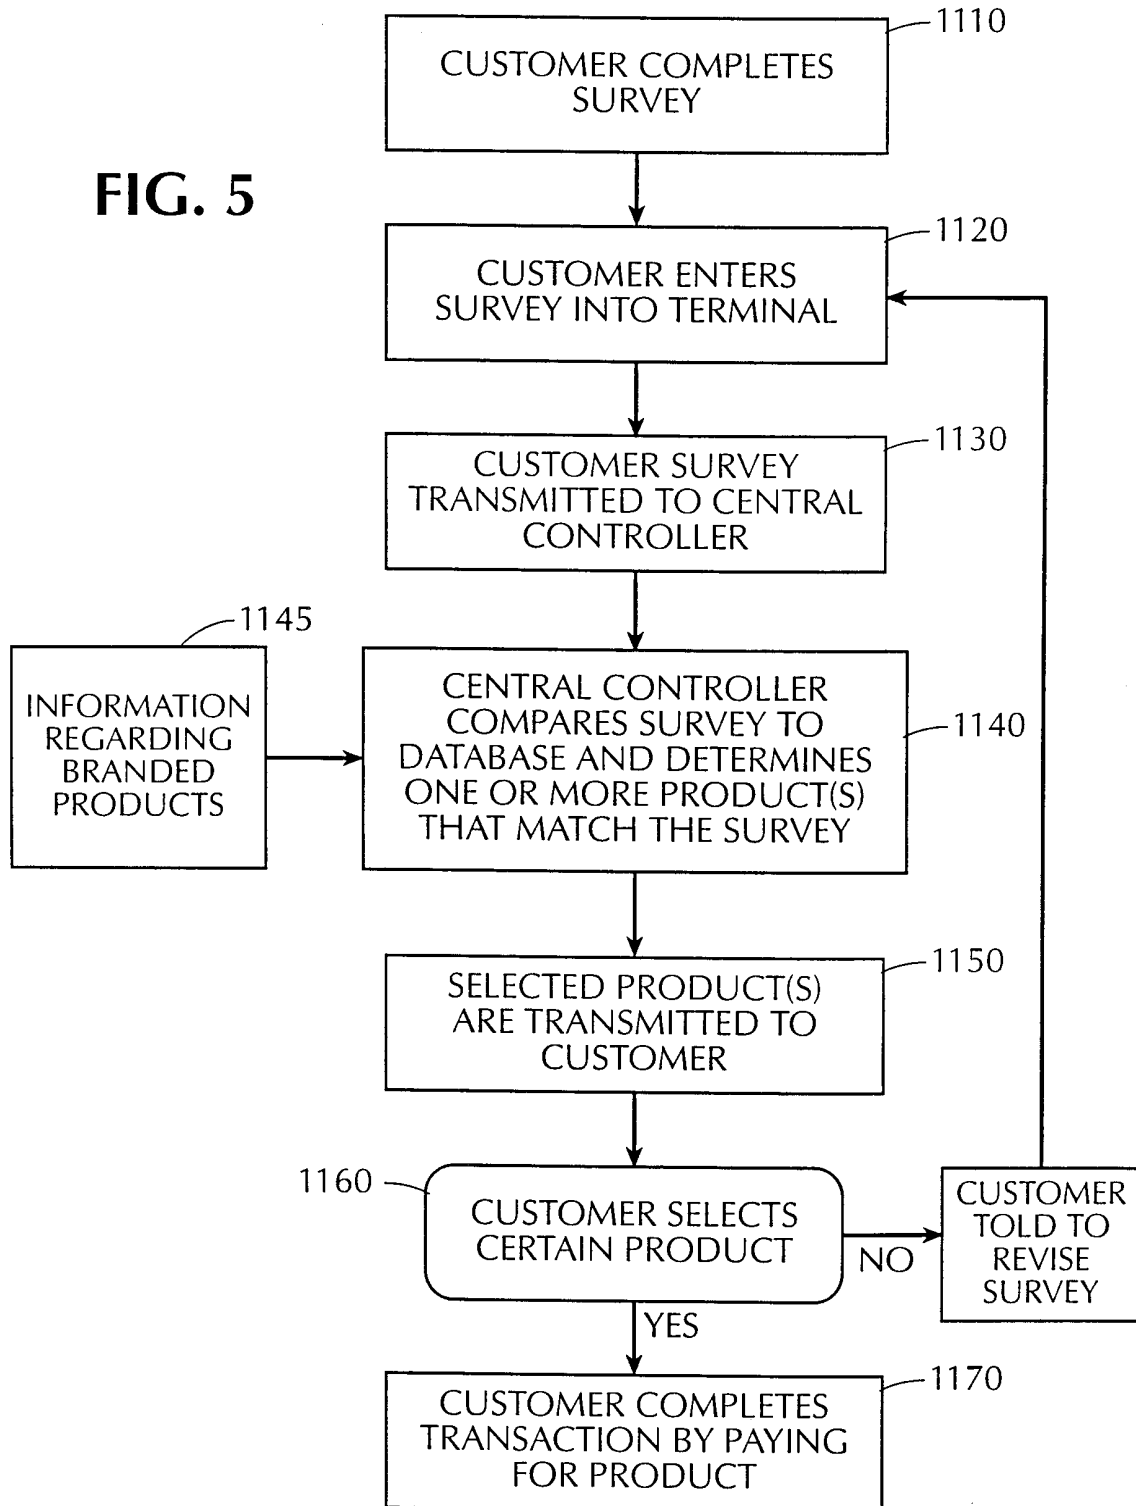 1110
CUSTOMER COMPLETES
SURVEY
FIG. 5
1120
CUSTOMER ENTERS
SURVEY INTO TERMINAL
1130
CUSTOMER SURVEY
TRANSMITTED TO CENTRAL
CONTROLLER
1145
INFORMATION
REGARDING
BRANDED
PRODUCTS
CENTRAL CONTROLLER
COMPARES SURVEY TO
DATABASE AND DETERMINES
ONE OR MORE PRODUCT(S)
THAT MATCH THE SURVEY
1140
1150
SELECTED PRODUCT(S)
ARE TRANSMITTED TO
CUSTOMER
1160
CUSTOMER SELECTS
CERTAIN PRODUCT
NO
CUSTOMER
TOLD TO
REVISE
SURVEY
YES
1170
CUSTOMER COMPLETES
TRANSACTION BY PAYING
FOR PRODUCT